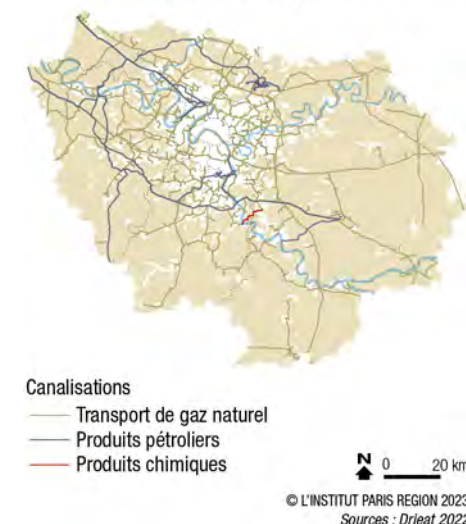 Canalisations
Transport de gaz naturel
Produits pétroliers
Produits chimiques
N 0 20 km
© L'INSTITUT PARIS REGION 2023
Sources : Drieat 2022